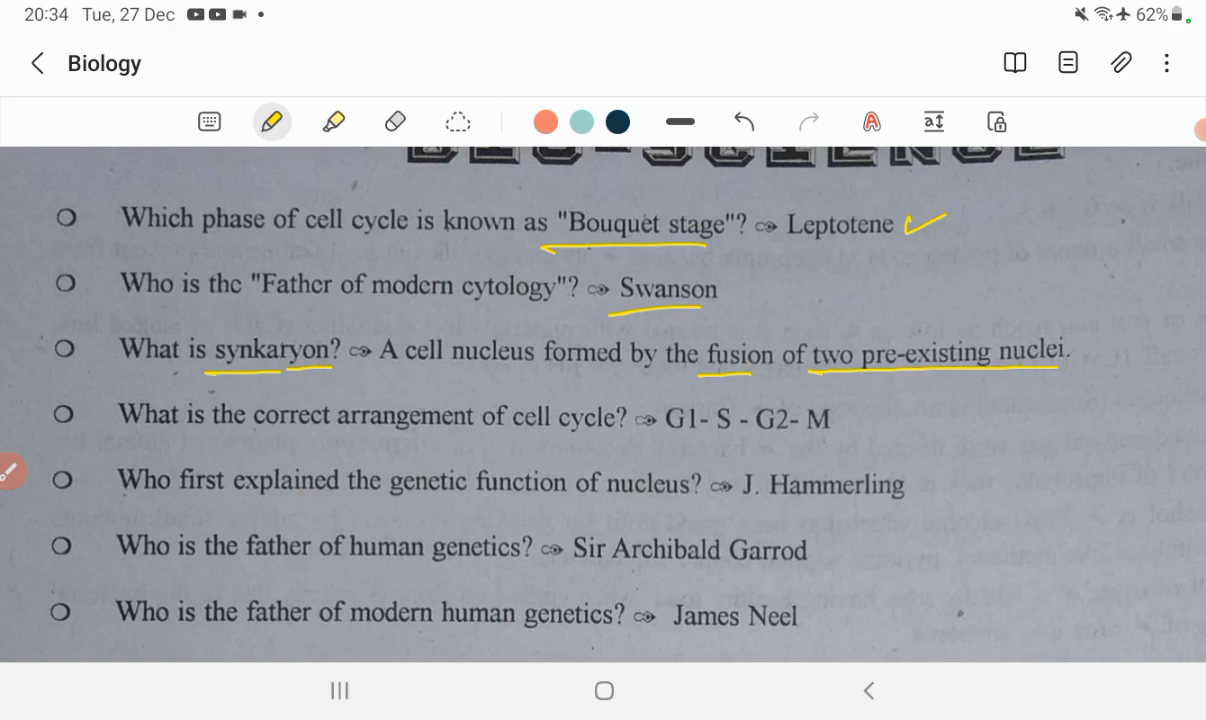 20:34 Tue, 27 Dec
62%
Biology
BIO-SCIENCE
Which phase of cell cycle is known as "Bouquet stage"? ⇨ Leptotene
Who is the "Father of modern cytology"? ⇨ Swanson
What is synkaryon? ⇨ A cell nucleus formed by the fusion of two pre-existing nuclei.
What is the correct arrangement of cell cycle? ⇨ G1- S - G2- M
Who first explained the genetic function of nucleus? ⇨ J. Hammerling
Who is the father of human genetics? ⇨ Sir Archibald Garrod
Who is the father of modern human genetics? ⇨ James Neel